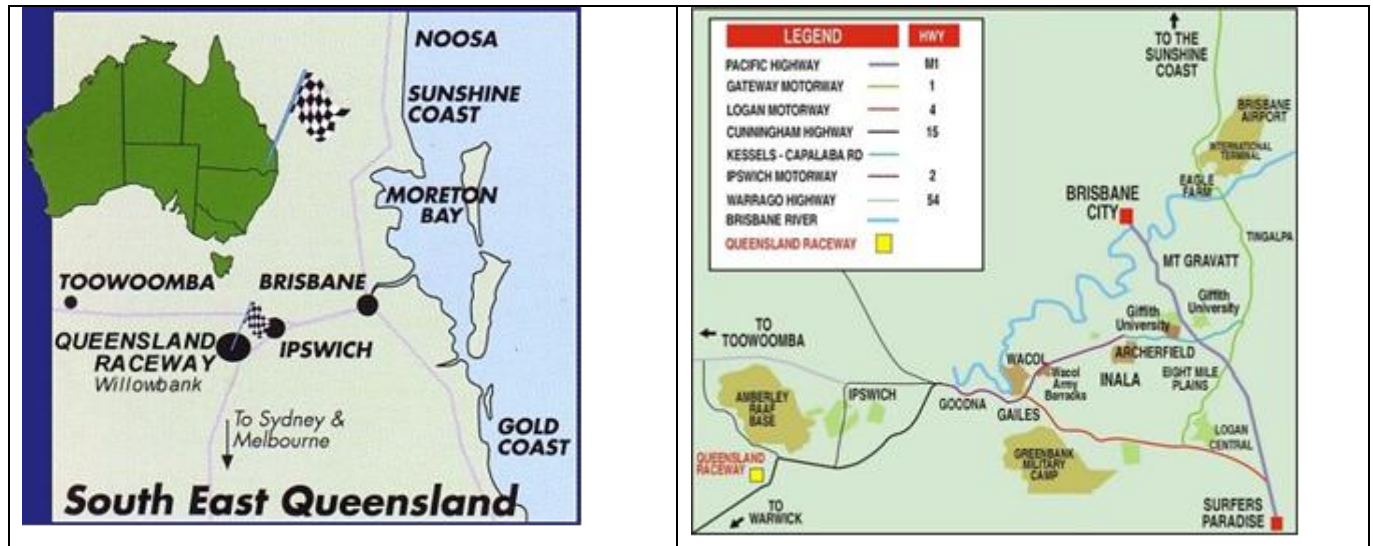 NOOSA
SUNSHINE
COAST
MORETON
BAY
TOOWOOMBA
BRISBANE
QUEENSLAND
RACEWAY
Willowbank
IPSWICH
To Sydney &
Melbourne
GOLD
COAST
South East Queensland
LEGEND HWY
PACIFIC HIGHWAY M1
GATEWAY MOTORWAY 1
LOGAN MOTORWAY 4
CUNNINGHAM HIGHWAY 15
KESSELS - CAPALABA RD
IPSWICH MOTORWAY 2
WARRAGO HIGHWAY 54
BRISBANE RIVER
QUEENSLAND RACEWAY
TO THE
SUNSHINE
COAST
BRISBANE
AIRPORT
INTERNATIONAL
TERMINAL
EAGLE
FARM
BRISBANE
CITY
TINGALPA
MT GRAVATT
Griffith
University
Griffith
University
TO
TOOWOOMBA
WACOL
Wacol
Army
Barracks
ARCHERFIELD
INALA
EIGHT MILE
PLAINS
AMBERLEY
RAAF
BASE
IPSWICH
GOODNA
GAILES
LOGAN
CENTRAL
GREENBANK
MILITARY
CAMP
QUEENSLAND
RACEWAY
TO
WARWICK
SURFERS
PARADISE